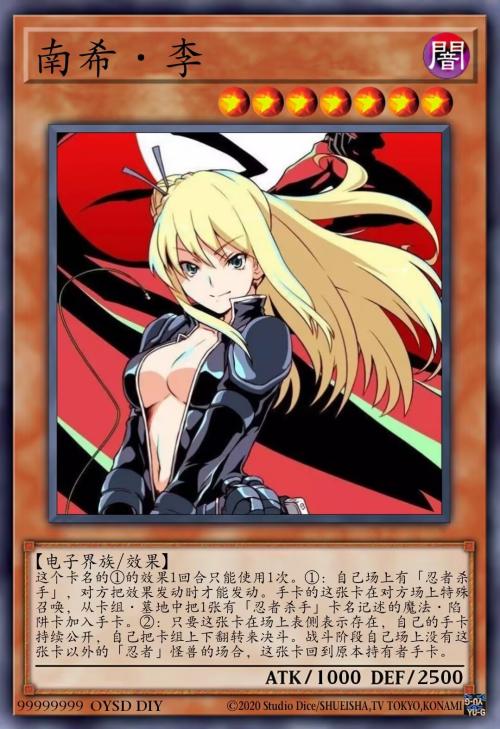 南希·李
闇
【电子界族/效果】
这个卡名的①的效果1回合只能使用1次。①：自己场上有「忍者杀
手」，对方把效果发动时才能发动。手卡的这张卡在对方场上特殊
召唤，从卡组·墓地中把1张有「忍者杀手」卡名记述的魔法·陷
阱卡加入手卡。②：只要这张卡在场上表侧表示存在，自己的手卡
持续公开，自己把卡组上下翻转来决斗。战斗阶段自己场上没有这
张卡以外的「忍者」怪兽的场合，这张卡回到原本持有者手卡。
ATK/1000 DEF/2500
99999999 OYSD DIY ©2020 Studio Dice/SHUEISHA,TV TOKYO,KONAMI